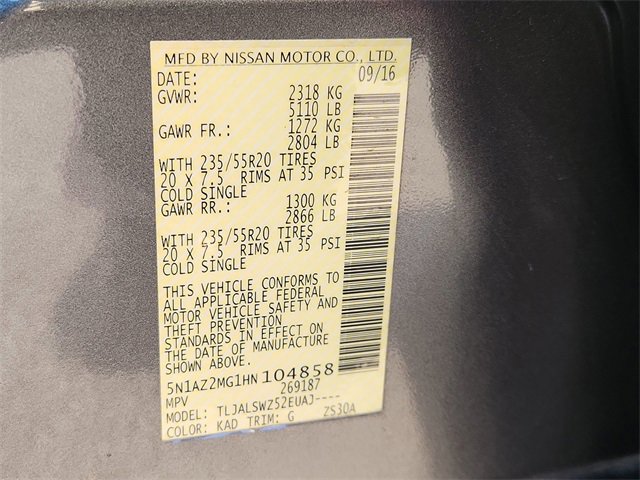 MFD BY NISSAN MOTOR CO., LTD.
DATE: 09/16
GVWR: 2318 KG
5110 LB
GAWR FR.: 1272 KG
2804 LB
WITH 235/55R20 TIRES
20 X 7.5 RIMS AT 35 PSI
COLD SINGLE
GAWR RR.: 1300 KG
2866 LB
WITH 235/55R20 TIRES
20 X 7.5 RIMS AT 35 PSI
COLD SINGLE
THIS VEHICLE CONFORMS TO
ALL APPLICABLE FEDERAL
MOTOR VEHICLE SAFETY AND
THEFT PREVENTION
STANDARDS IN EFFECT ON
THE DATE OF MANUFACTURE
SHOWN ABOVE.
5N1AZ2MG1HN104858
MPV 269187
MODEL: TLJALSWZ52EUAJ----
COLOR: KAD TRIM: G ZS30A